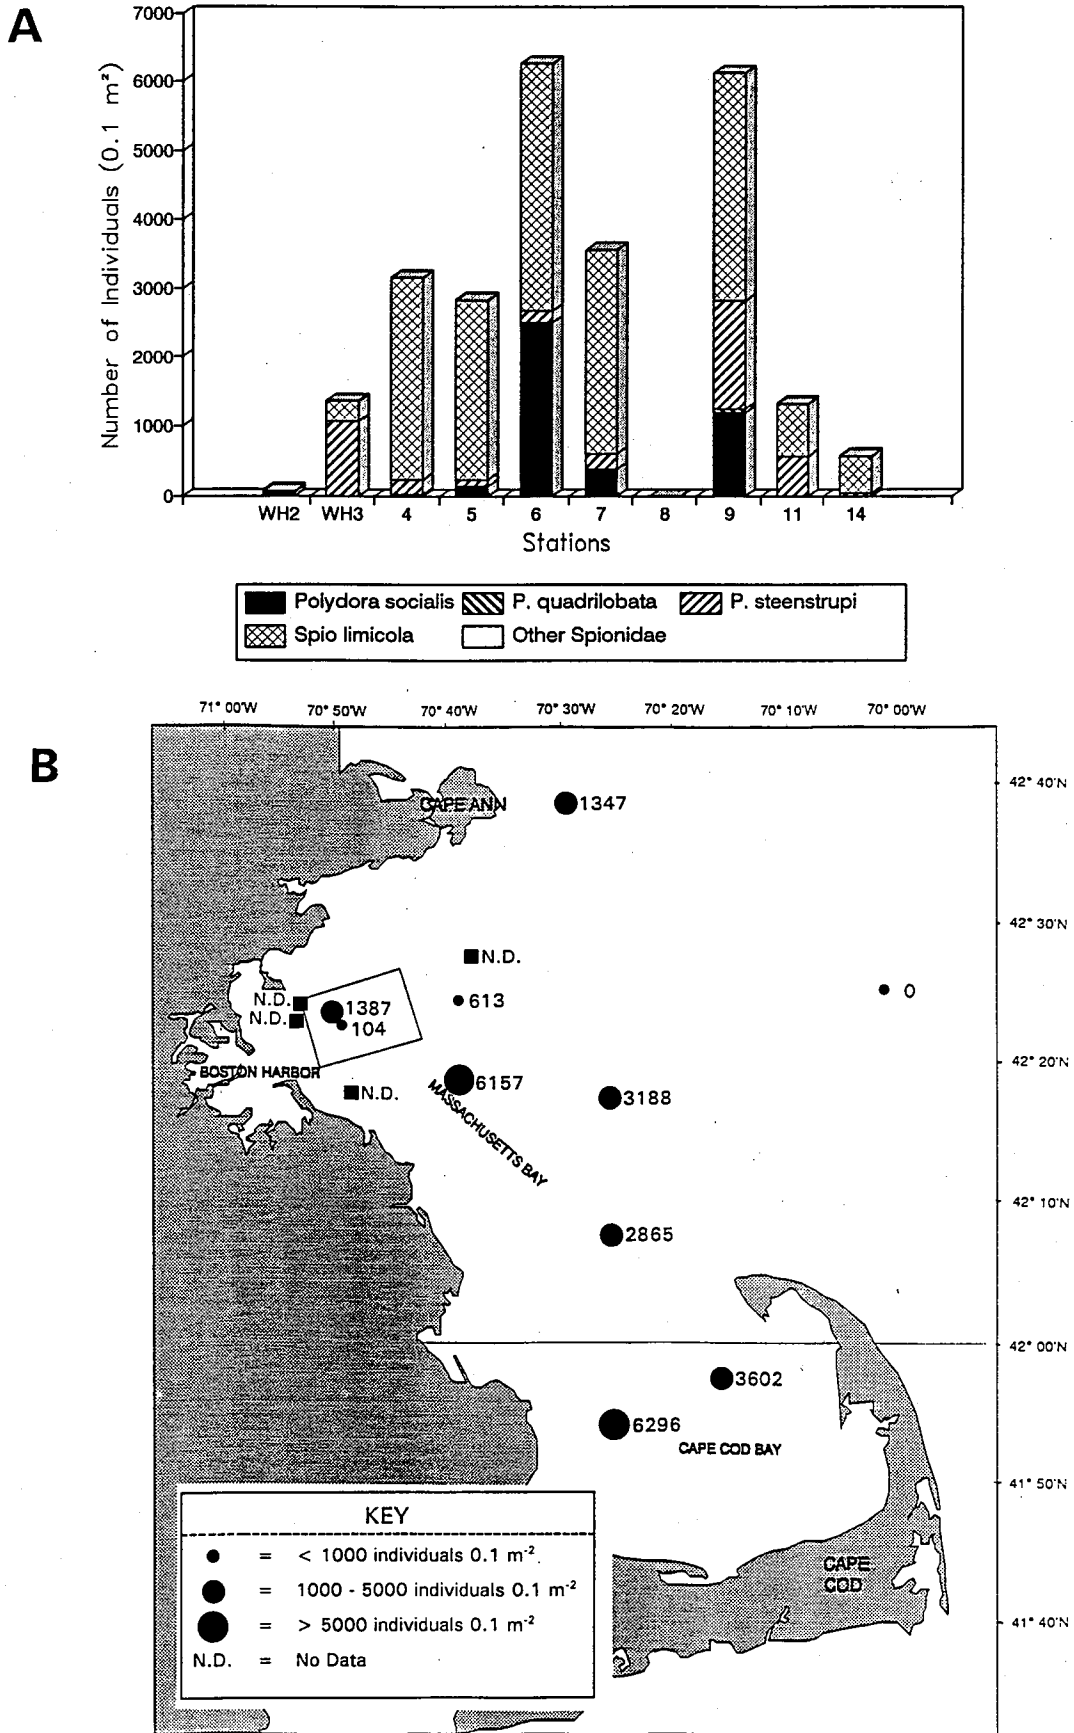 A
7000
6000
5000
4000
3000
2000
1000
0
Number of Individuals (0.1 m²)
WH2 WH3 4 5 6 7 8 9 11 14
Stations
Polydora socialis P. quadrilobata P. steenstrupi
Spio limicola Other Spionidae
B
71° 00'W 70° 50'W 70° 40'W 70° 30'W 70° 20'W 70° 10'W 70° 00'W
42° 40'N
CAPE ANN
1347
42° 30'N
N.D.
N.D.
613
0
1387
N.D.
104
42° 20'N
BOSTON HARBOR
6157
N.D.
3188
MASSACHUSETTS BAY
42° 10'N
2865
42° 00'N
3602
6296
CAPE COD BAY
41° 50'N
KEY
= < 1000 individuals 0.1 m⁻²
= 1000 - 5000 individuals 0.1 m⁻²
= > 5000 individuals 0.1 m⁻²
N.D. = No Data
CAPE
COD
41° 40'N